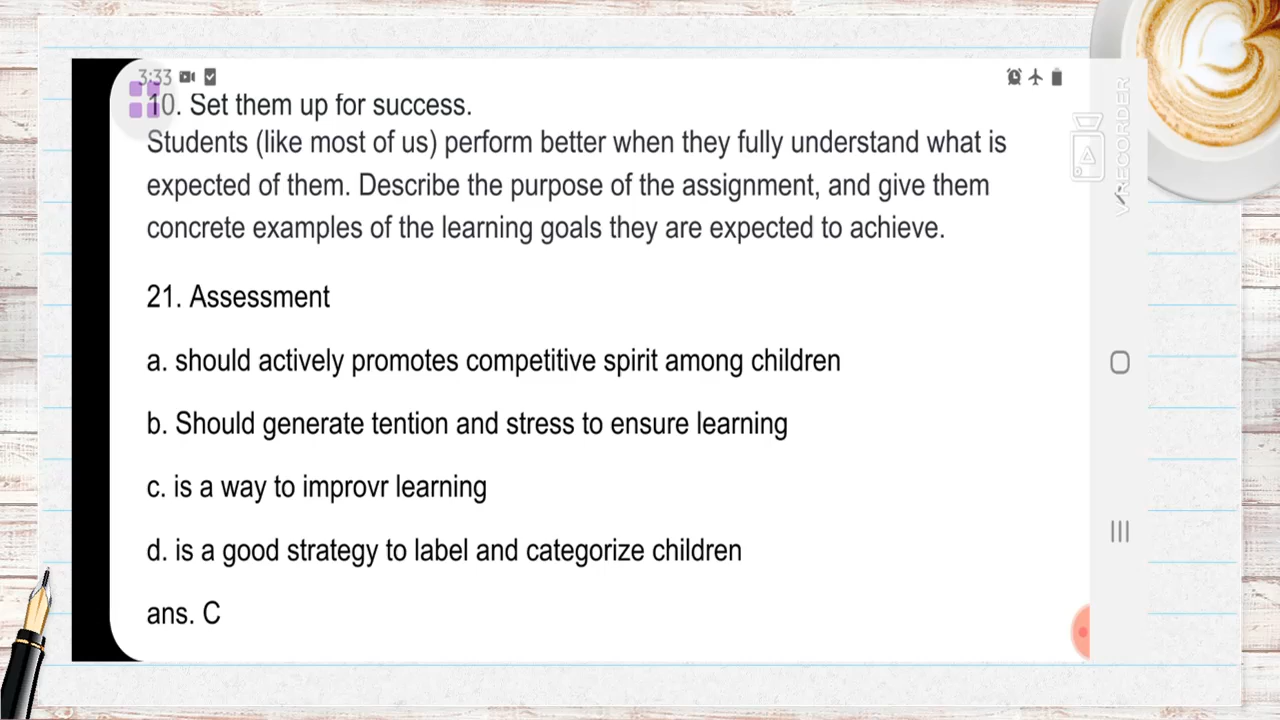 3:33
10. Set them up for success.
Students (like most of us) perform better when they fully understand what is
expected of them. Describe the purpose of the assignment, and give them
concrete examples of the learning goals they are expected to achieve.
21. Assessment
a. should actively promotes competitive spirit among children
b. Should generate tention and stress to ensure learning
c. is a way to improvr learning
d. is a good strategy to label and categorize children
ans. C
VRECORDER